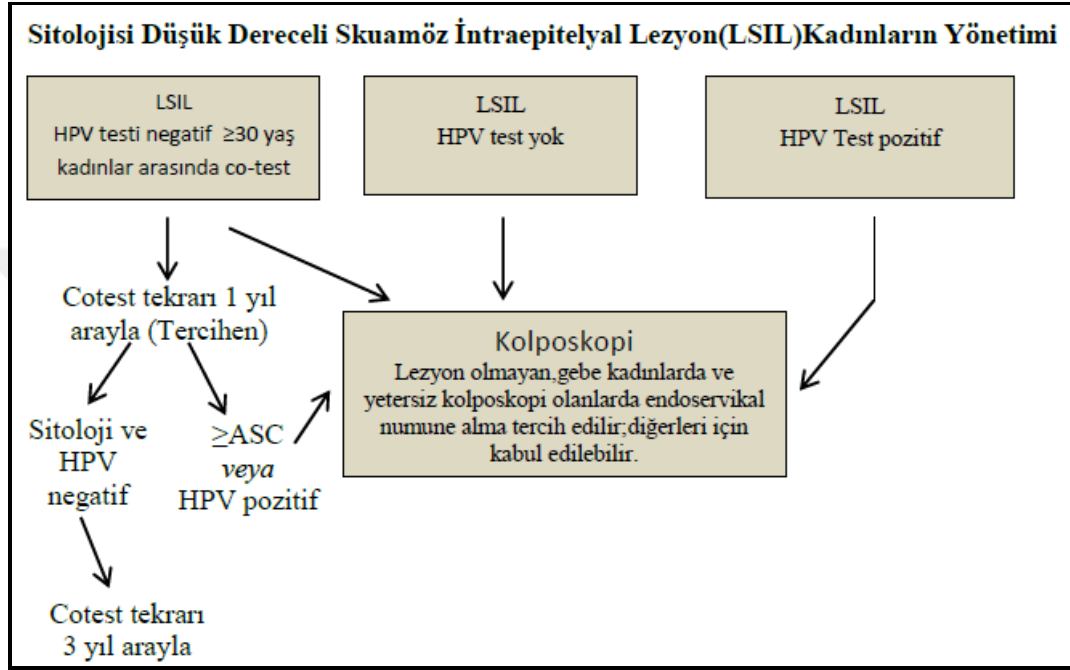 Sitolojisi Düşük Dereceli Skuamöz İntraepitelyal Lezyon(LSIL)Kadınların Yönetimi
LSIL
HPV testi negatif ≥30 yaş
kadınlar arasında co-test
LSIL
HPV test yok
LSIL
HPV Test pozitif
Cotest tekrarı 1 yıl
arayla (Tercihen)
Kolposkopi
Lezyon olmayan,gebe kadınlarda ve
yetersiz kolposkopi olanlarda endoservikal
numune alma tercih edilir;diğerleri için
kabul edilebilir.
Sitoloji ve
HPV
negatif
≥ASC
veya
HPV pozitif
Cotest tekrarı
3 yıl arayla